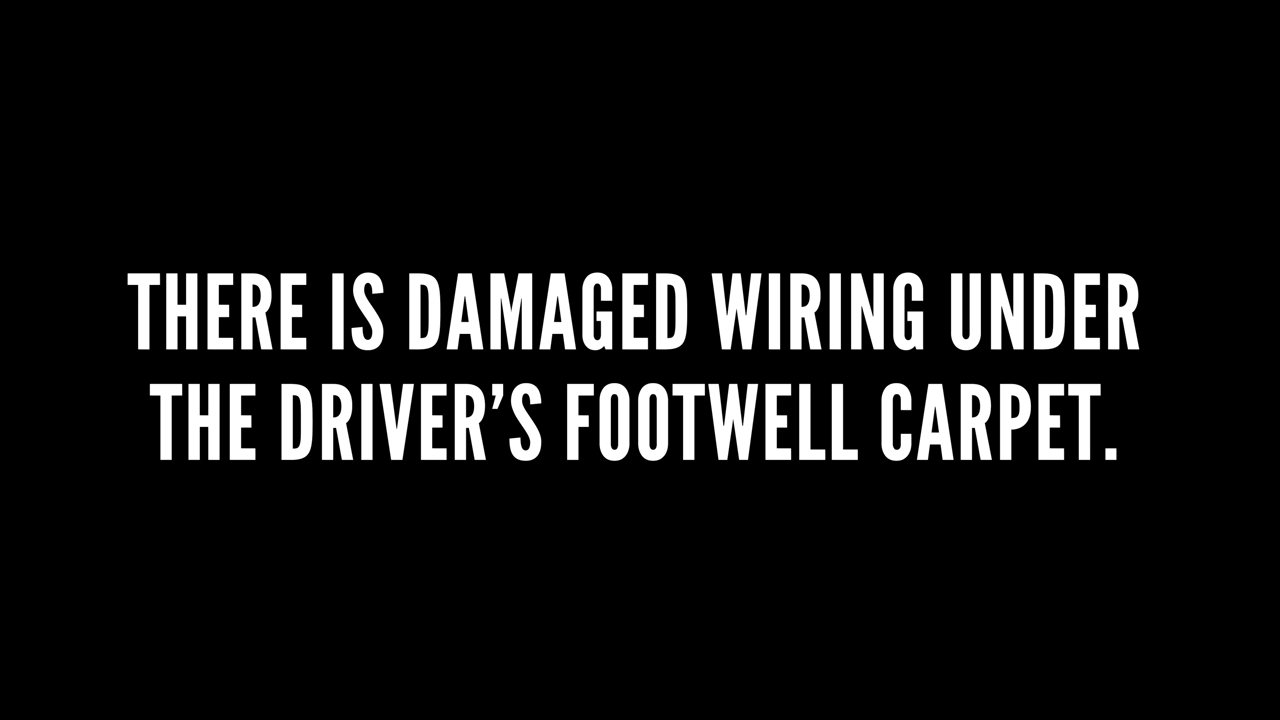 THERE IS DAMAGED WIRING UNDER
THE DRIVER’S FOOTWELL CARPET.